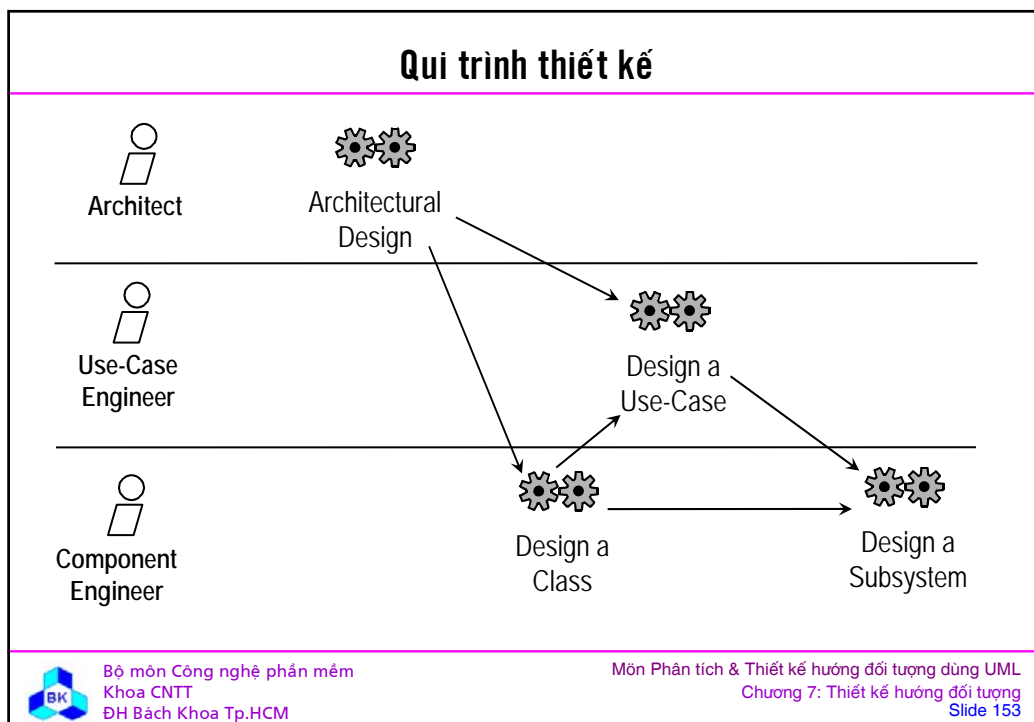 Qui trình thiết kế
Architect
Architectural
Design
Use-Case
Engineer
Design a
Use-Case
Component
Engineer
Design a
Class
Design a
Subsystem
BK
Bộ môn Công nghệ phần mềm
Khoa CNTT
ĐH Bách Khoa Tp.HCM
Môn Phân tích & Thiết kế hướng đối tượng dùng UML
Chương 7: Thiết kế hướng đối tượng
Slide 153